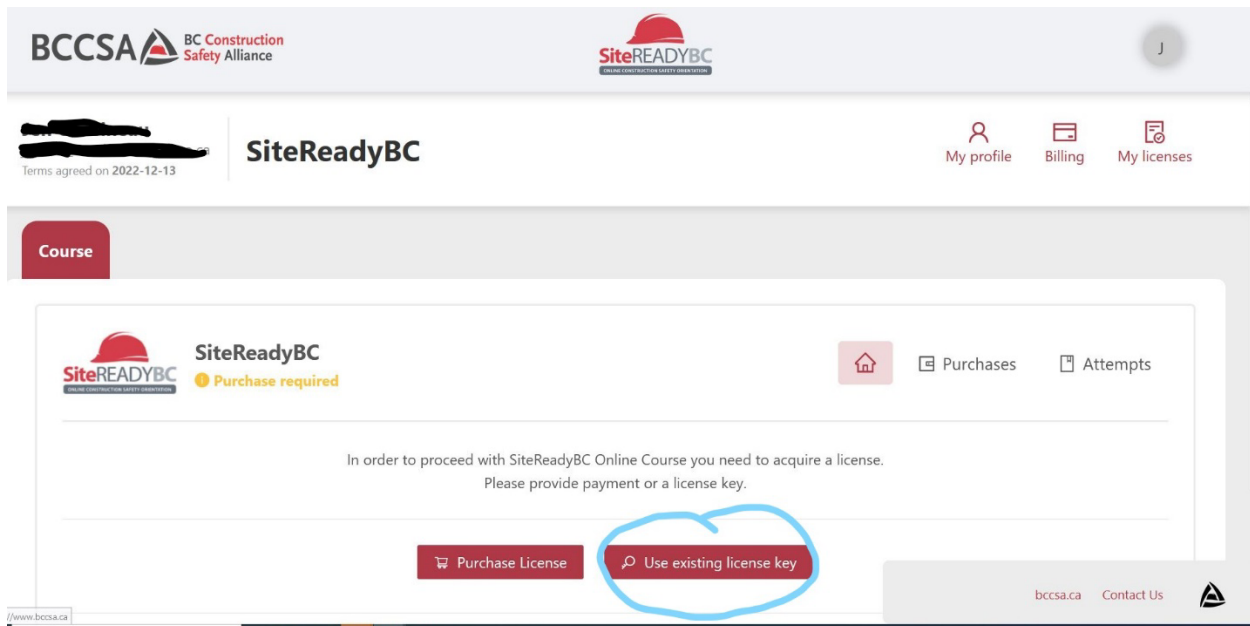 BCCSA BC Construction
Safety Alliance
SiteREADYBC
ONLINE CONSTRUCTION SAFETY ORIENTATION
J
Terms agreed on 2022-12-13
SiteReadyBC
My profile Billing My licenses
Course
SiteREADYBC
ONLINE CONSTRUCTION SAFETY ORIENTATION
SiteReadyBC
Purchase required
Purchases Attempts
In order to proceed with SiteReadyBC Online Course you need to acquire a license.
Please provide payment or a license key.
Purchase License Use existing license key
bccsa.ca Contact Us
//www.bccsa.ca